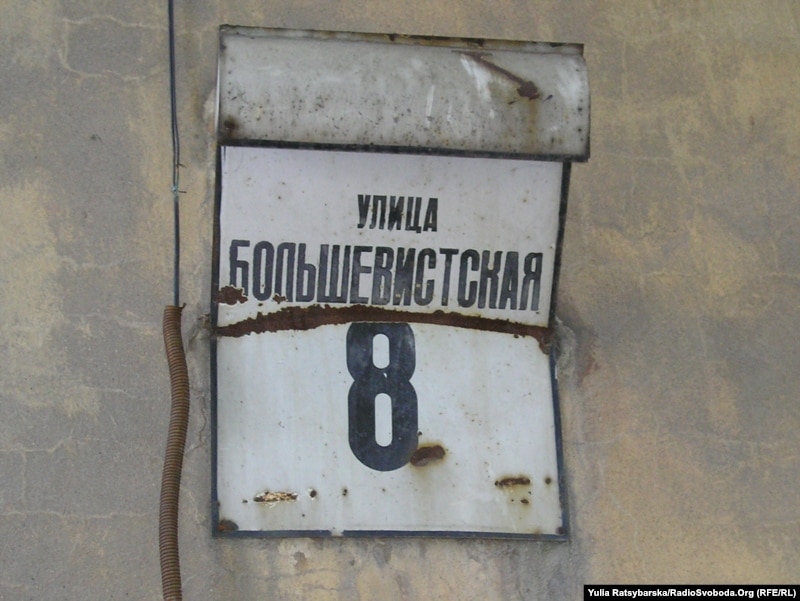 УЛИЦА
БОЛЬШЕВИСТСКАЯ
8
Yulia Ratsybarska/RadioSvoboda.Org (RFE/RL)